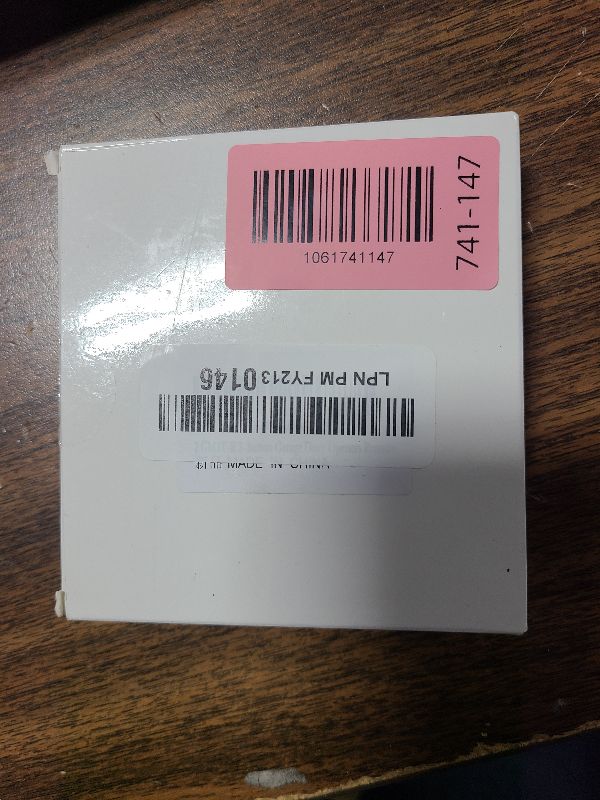 1061741147
741-147
LPN PM FY213 0146
MADE IN CHINA